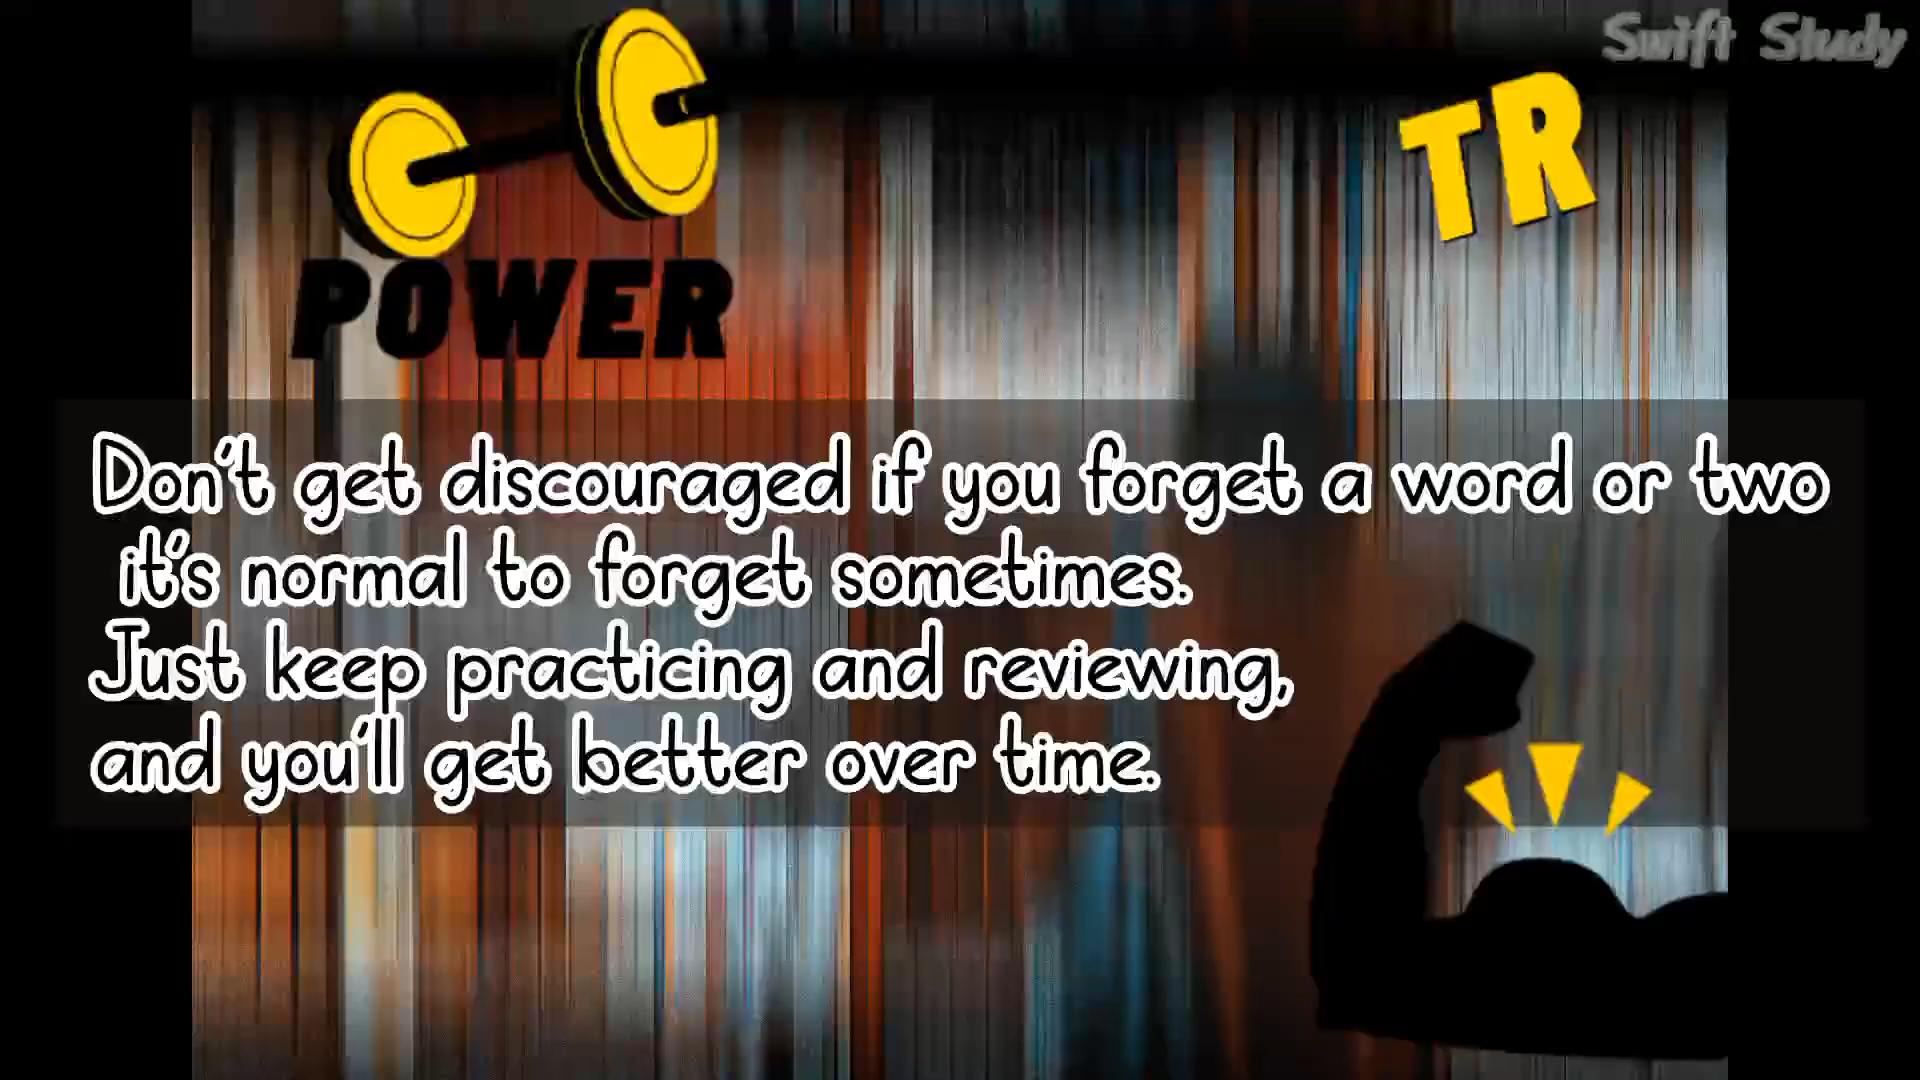 Swift Study
TR
POWER
Don't get discouraged if you forget a word or two
it's normal to forget sometimes.
Just keep practicing and reviewing,
and you'll get better over time.